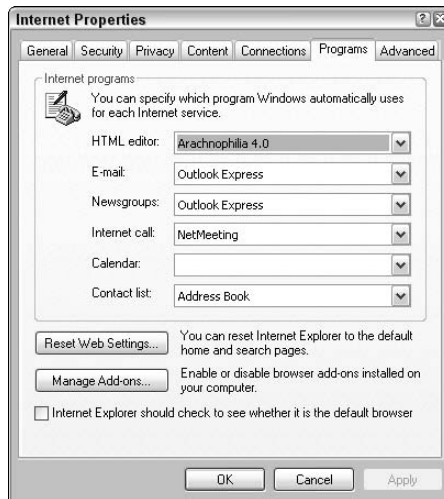 Internet Properties
General Security Privacy Content Connections Programs Advanced
Internet programs
You can specify which program Windows automatically uses
for each Internet service.
HTML editor: Arachnophilia 4.0
E-mail: Outlook Express
Newsgroups: Outlook Express
Internet call: NetMeeting
Calendar:
Contact list: Address Book
Reset Web Settings... You can reset Internet Explorer to the default
home and search pages.
Manage Add-ons... Enable or disable browser add-ons installed on
your computer.
Internet Explorer should check to see whether it is the default browser
OK Cancel Apply